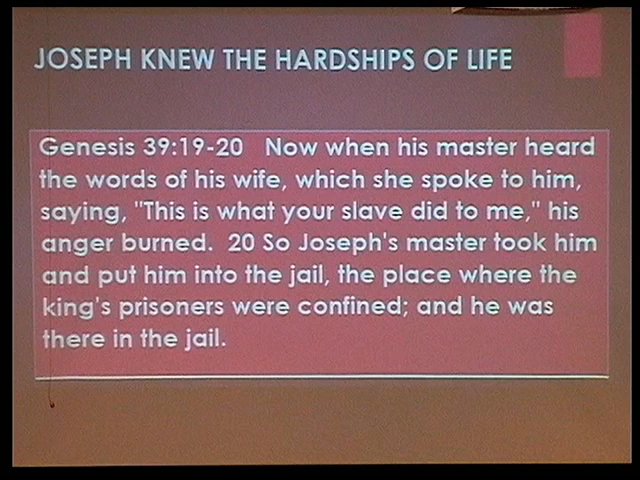 JOSEPH KNEW THE HARDSHIPS OF LIFE
Genesis 39:19-20   Now when his master heard
the words of his wife, which she spoke to him,
saying, "This is what your slave did to me," his
anger burned.  20 So Joseph's master took him
and put him into the jail, the place where the
king's prisoners were confined; and he was
there in the jail.